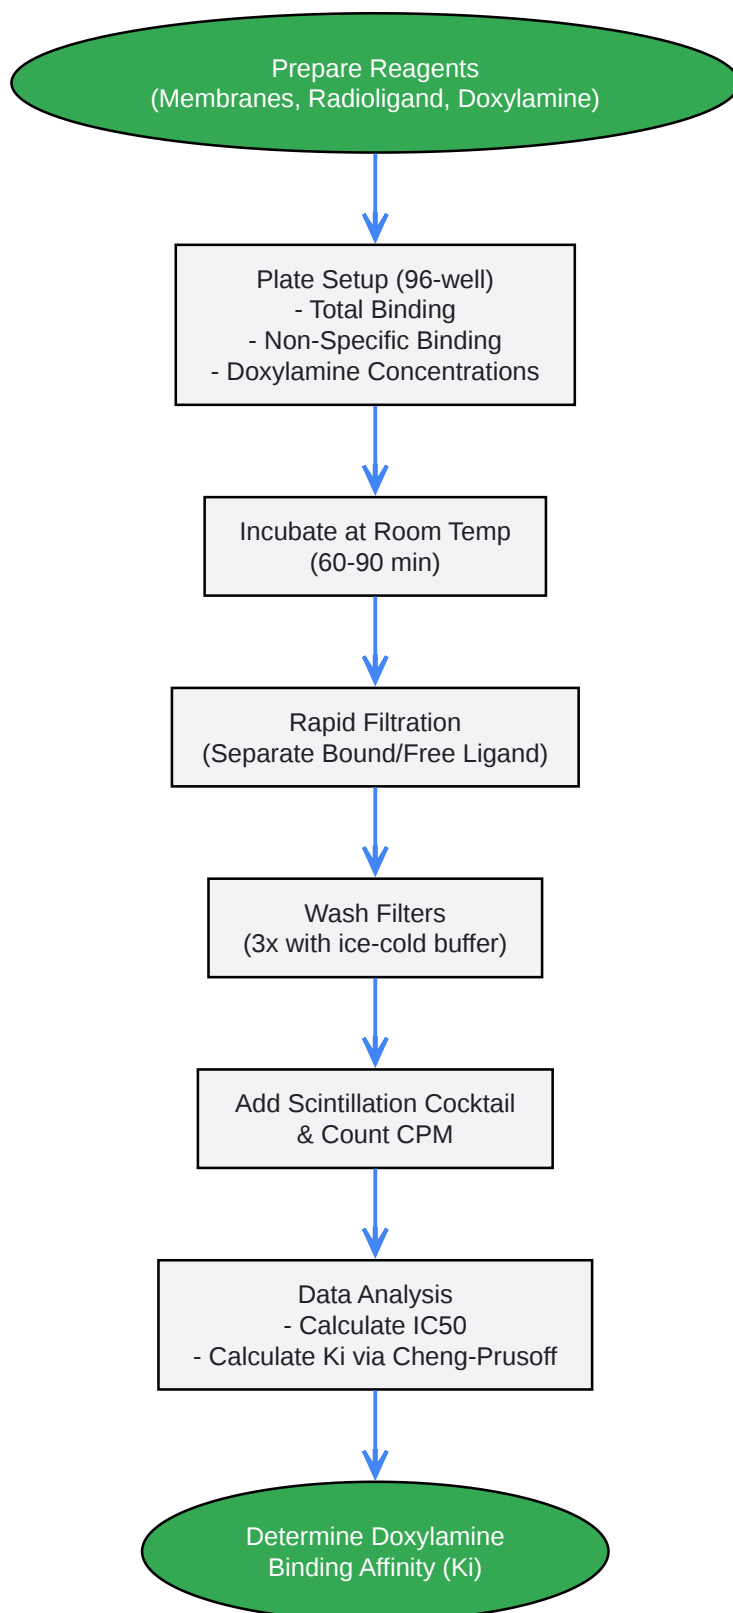 Prepare Reagents
(Membranes, Radioligand, Doxylamine)
Plate Setup (96-well)
- Total Binding
- Non-Specific Binding
- Doxylamine Concentrations
Incubate at Room Temp
(60-90 min)
Rapid Filtration
(Separate Bound/Free Ligand)
Wash Filters
(3x with ice-cold buffer)
Add Scintillation Cocktail
& Count CPM
Data Analysis
- Calculate IC50
- Calculate Ki via Cheng-Prusoff
Determine Doxylamine
Binding Affinity (Ki)